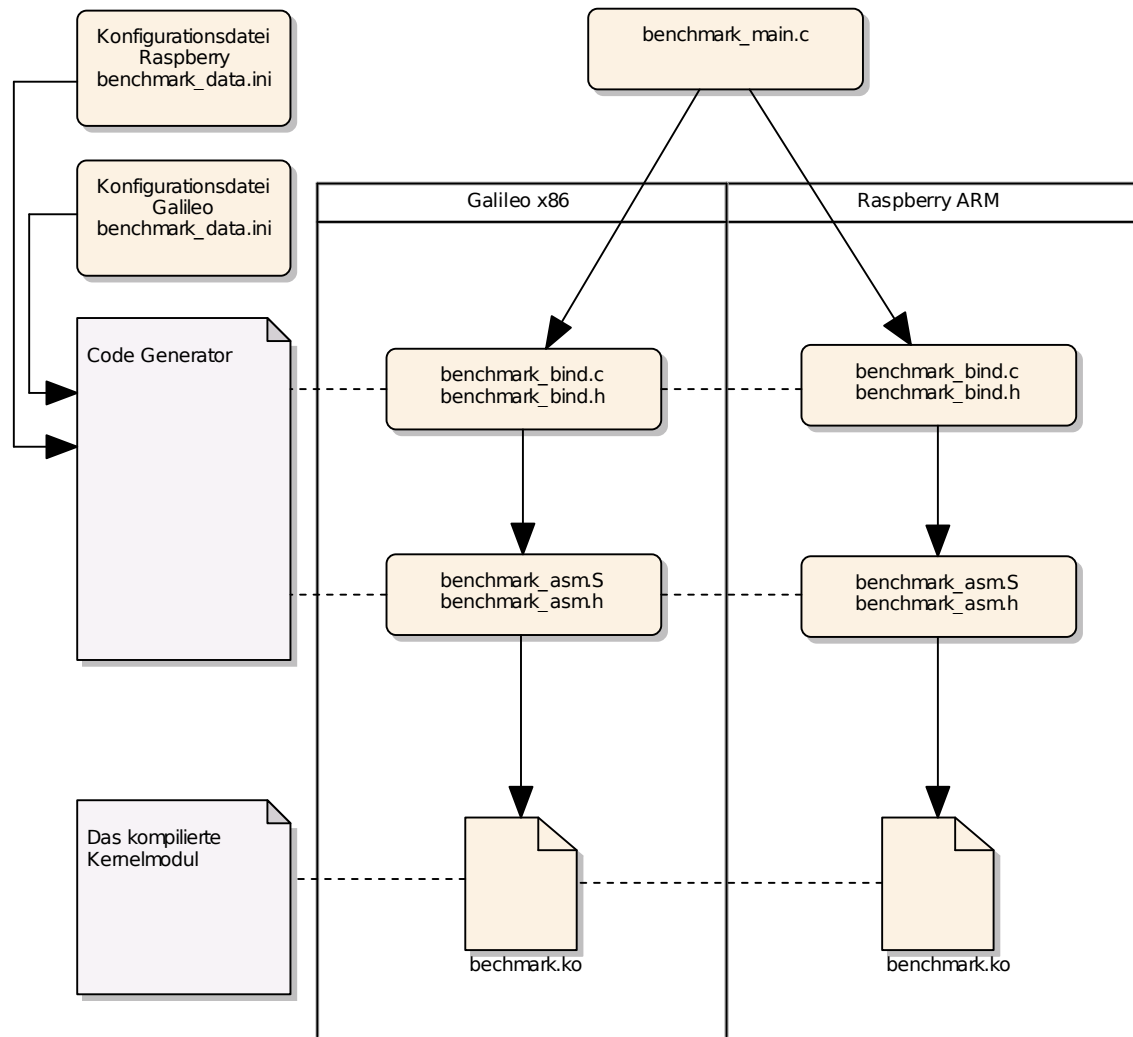 Konfigurationsdatei
Raspberry
benchmark_data.ini
benchmark_main.c
Konfigurationsdatei
Galileo
benchmark_data.ini
Galileo x86
Raspberry ARM
Code Generator
benchmark_bind.c
benchmark_bind.h
benchmark_bind.c
benchmark_bind.h
benchmark_asm.S
benchmark_asm.h
benchmark_asm.S
benchmark_asm.h
Das kompilierte
Kernelmodul
bechmark.ko
benchmark.ko